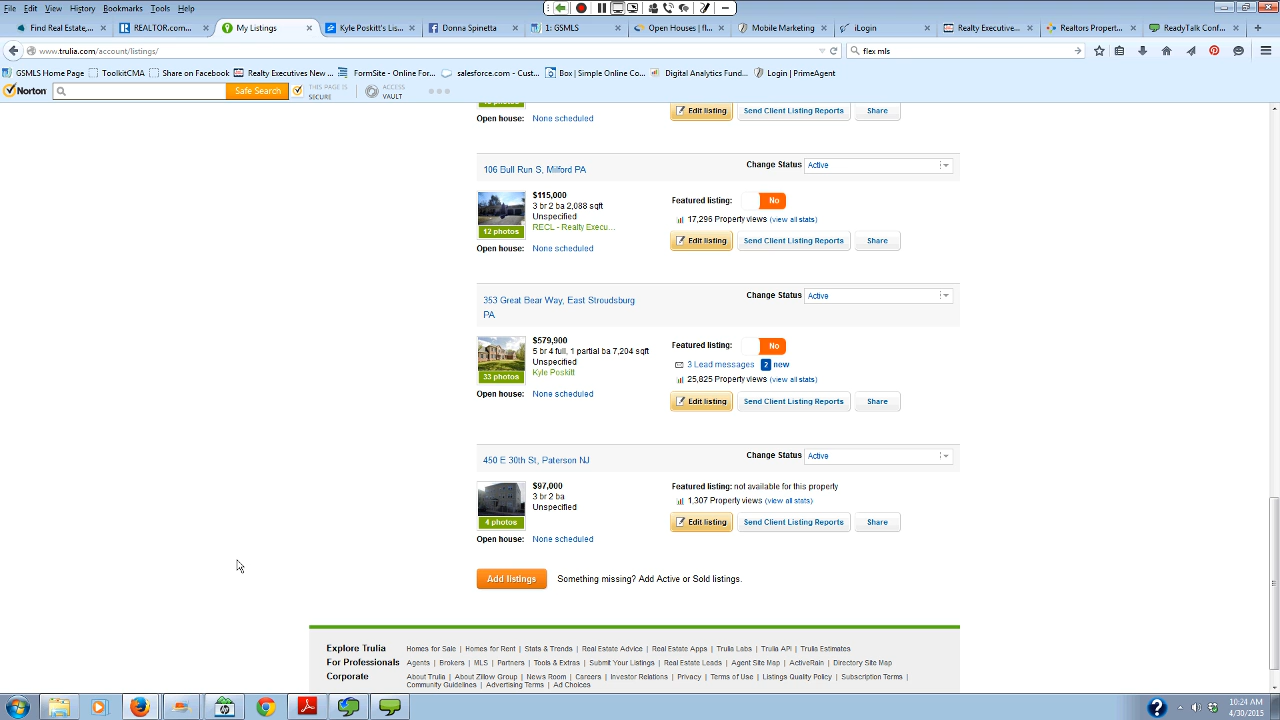 File Edit View History Bookmarks Tools Help
Find Real Estate,... REALTOR.com... My Listings Kyle Poskitt's Lis... Donna Spinetta 1: GSMLS Open House | flu... Mobile Marketing ... iLogin Realty Executives... Realtors Propert... ReadyTalk Conf...
www.trulia.com/account/listings/ flex mls
GSMLS Home Page ToolkitCMA Share on Facebook Realty Executives New ... FormSite - Online For... salesforce.com - Cust... Box | Simple Online Co... Digital Analytics Fund... Login | PrimeAgent
Norton Safe Search THIS PAGE IS SECURE ACCESS VAULT
Edit listing Send Client Listing Reports Share
Open house: None scheduled
106 Bull Run S, Milford PA Change Status Active
$115,000
3 br 2 ba 2,088 sqft
Unspecified
RECL - Realty Execu...
12 photos
Featured listing: No
17,296 Property views (view all stats)
Edit listing Send Client Listing Reports Share
Open house: None scheduled
353 Great Bear Way, East Stroudsburg PA Change Status Active
$579,900
5 br 4 full, 1 partial ba 7,204 sqft
Unspecified
Kyle Poskitt
33 photos
Featured listing: No
3 Lead messages 2 new
25,825 Property views (view all stats)
Edit listing Send Client Listing Reports Share
Open house: None scheduled
450 E 30th St, Paterson NJ Change Status Active
$97,000
3 br 2 ba
Unspecified
4 photos
Featured listing: not available for this property
1,307 Property views (view all stats)
Edit listing Send Client Listing Reports Share
Open house: None scheduled
Add listings Something missing? Add Active or Sold listings.
Explore Trulia Homes for Sale | Homes for Rent | Stats & Trends | Real Estate Advice | Real Estate Apps | Trulia Labs | Trulia API | Trulia Estimates
For Professionals Agents | Brokers | MLS | Partners | Tools & Extras | Submit Your Listings | Real Estate Leads | Agent Site Map | ActiveRain | Directory Site Map
Corporate About Trulia | About Zillow Group | News Room | Careers | Investor Relations | Privacy | Terms of Use | Listings Quality Policy | Subscription Terms |
Community Guidelines | Advertising Terms | Ad Choices
10:24 AM
4/30/2015